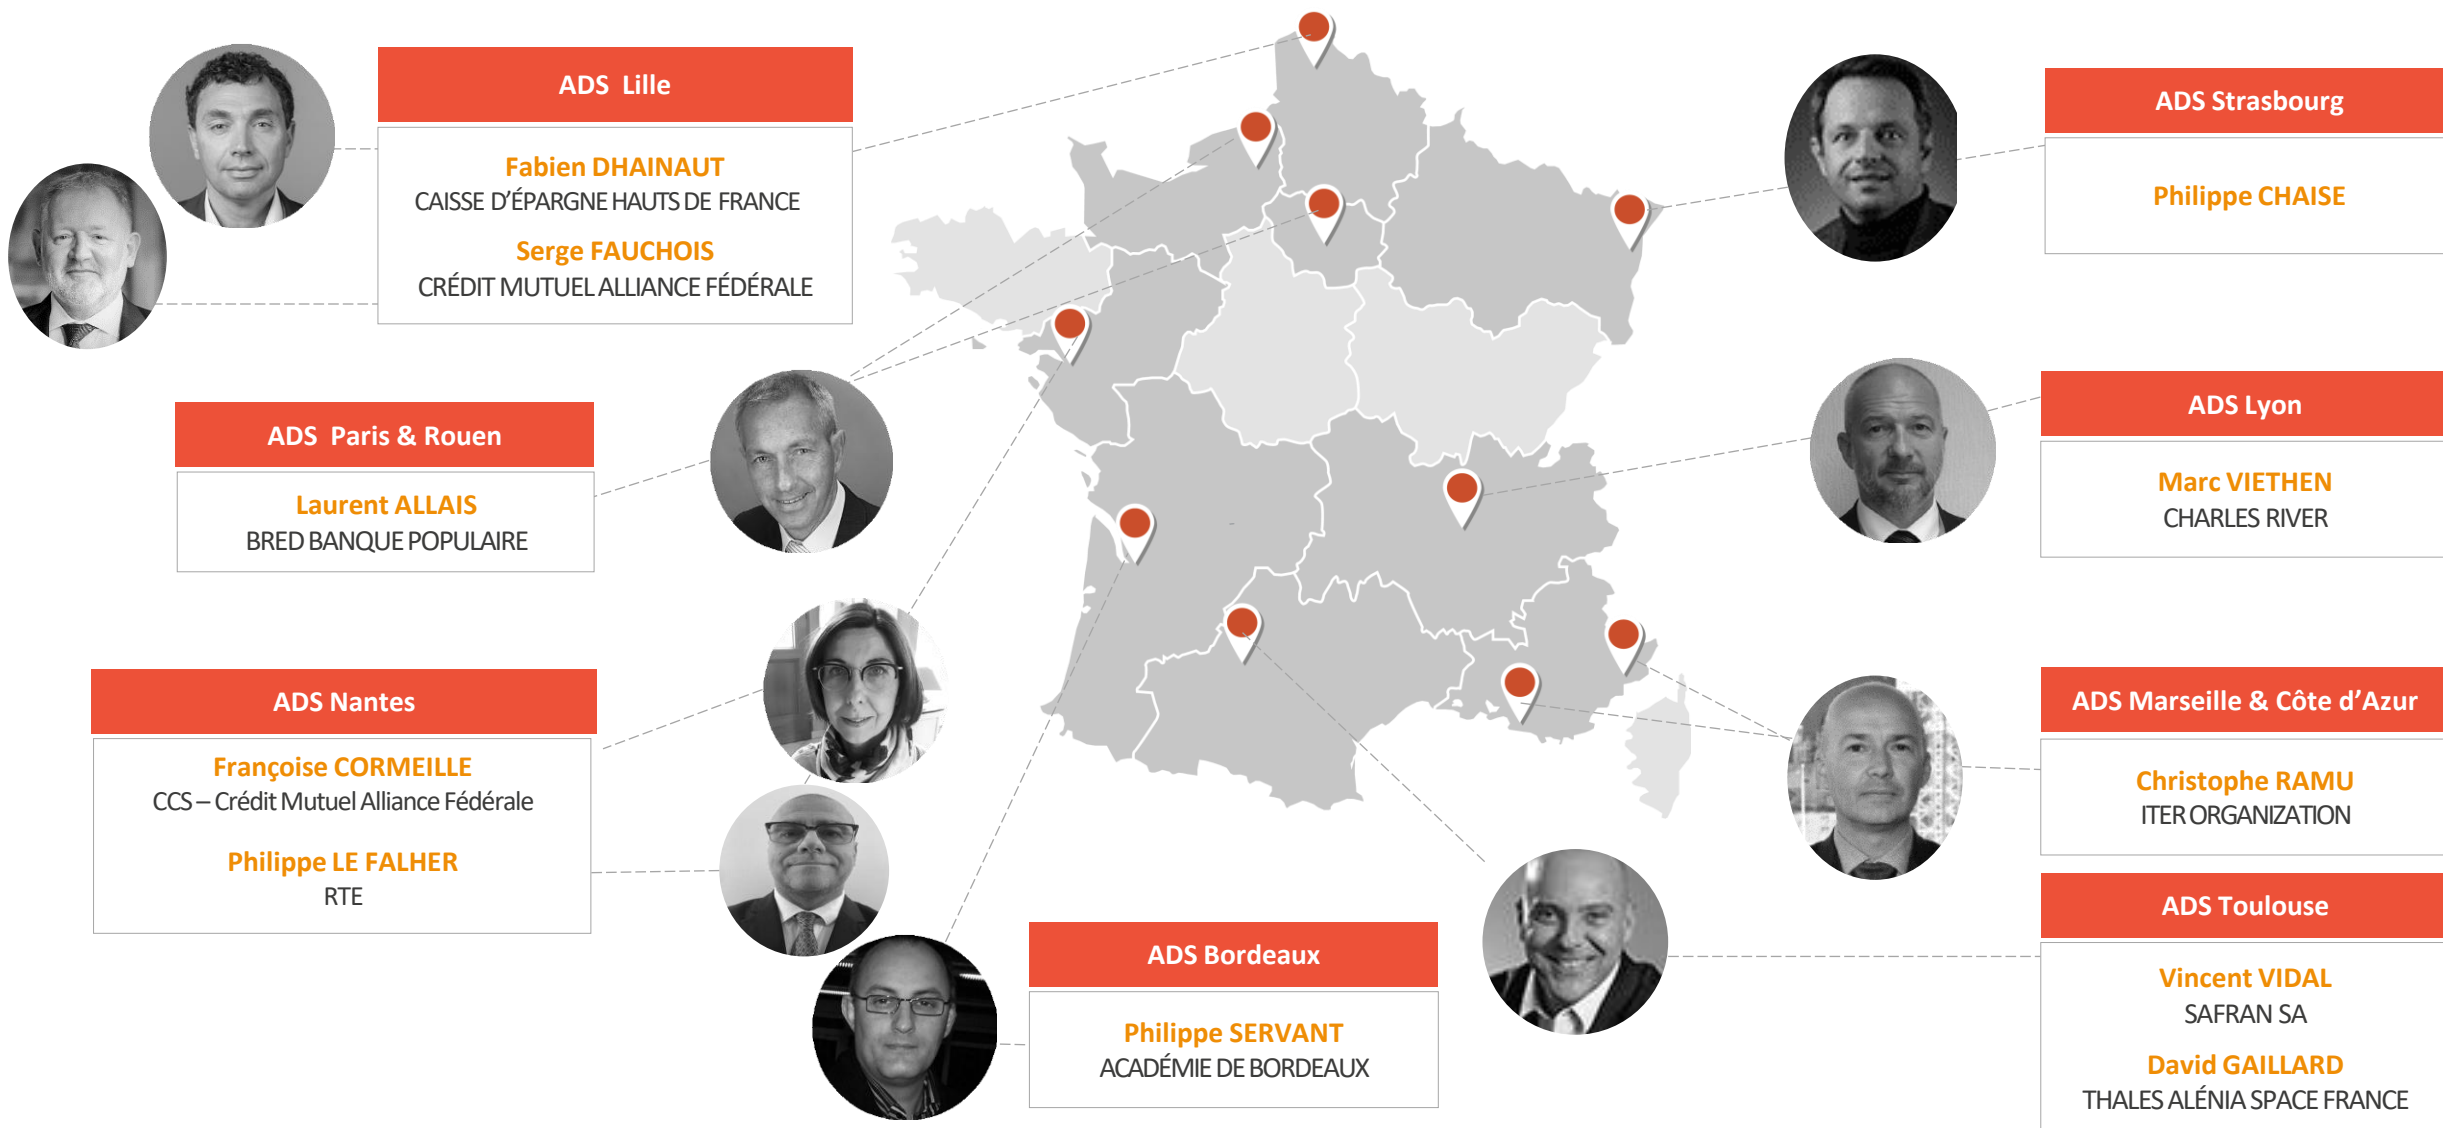 ADS Lille
Fabien DHAINAUT
CAISSE D'ÉPARGNE HAUTS DE FRANCE
Serge FAUCHOIS
CRÉDIT MUTUEL ALLIANCE FÉDÉRALE
ADS Paris & Rouen
Laurent ALLAIS
BRED BANQUE POPULAIRE
ADS Nantes
Françoise CORMEILLE
CCS – Crédit Mutuel Alliance Fédérale
Philippe LE FALHER
RTE
ADS Bordeaux
Philippe SERVANT
ACADÉMIE DE BORDEAUX
ADS Strasbourg
Philippe CHAISE
ADS Lyon
Marc VIETHEN
CHARLES RIVER
ADS Marseille & Côte d'Azur
Christophe RAMU
ITER ORGANIZATION
ADS Toulouse
Vincent VIDAL
SAFRAN SA
David GAILLARD
THALES ALÉNIA SPACE FRANCE